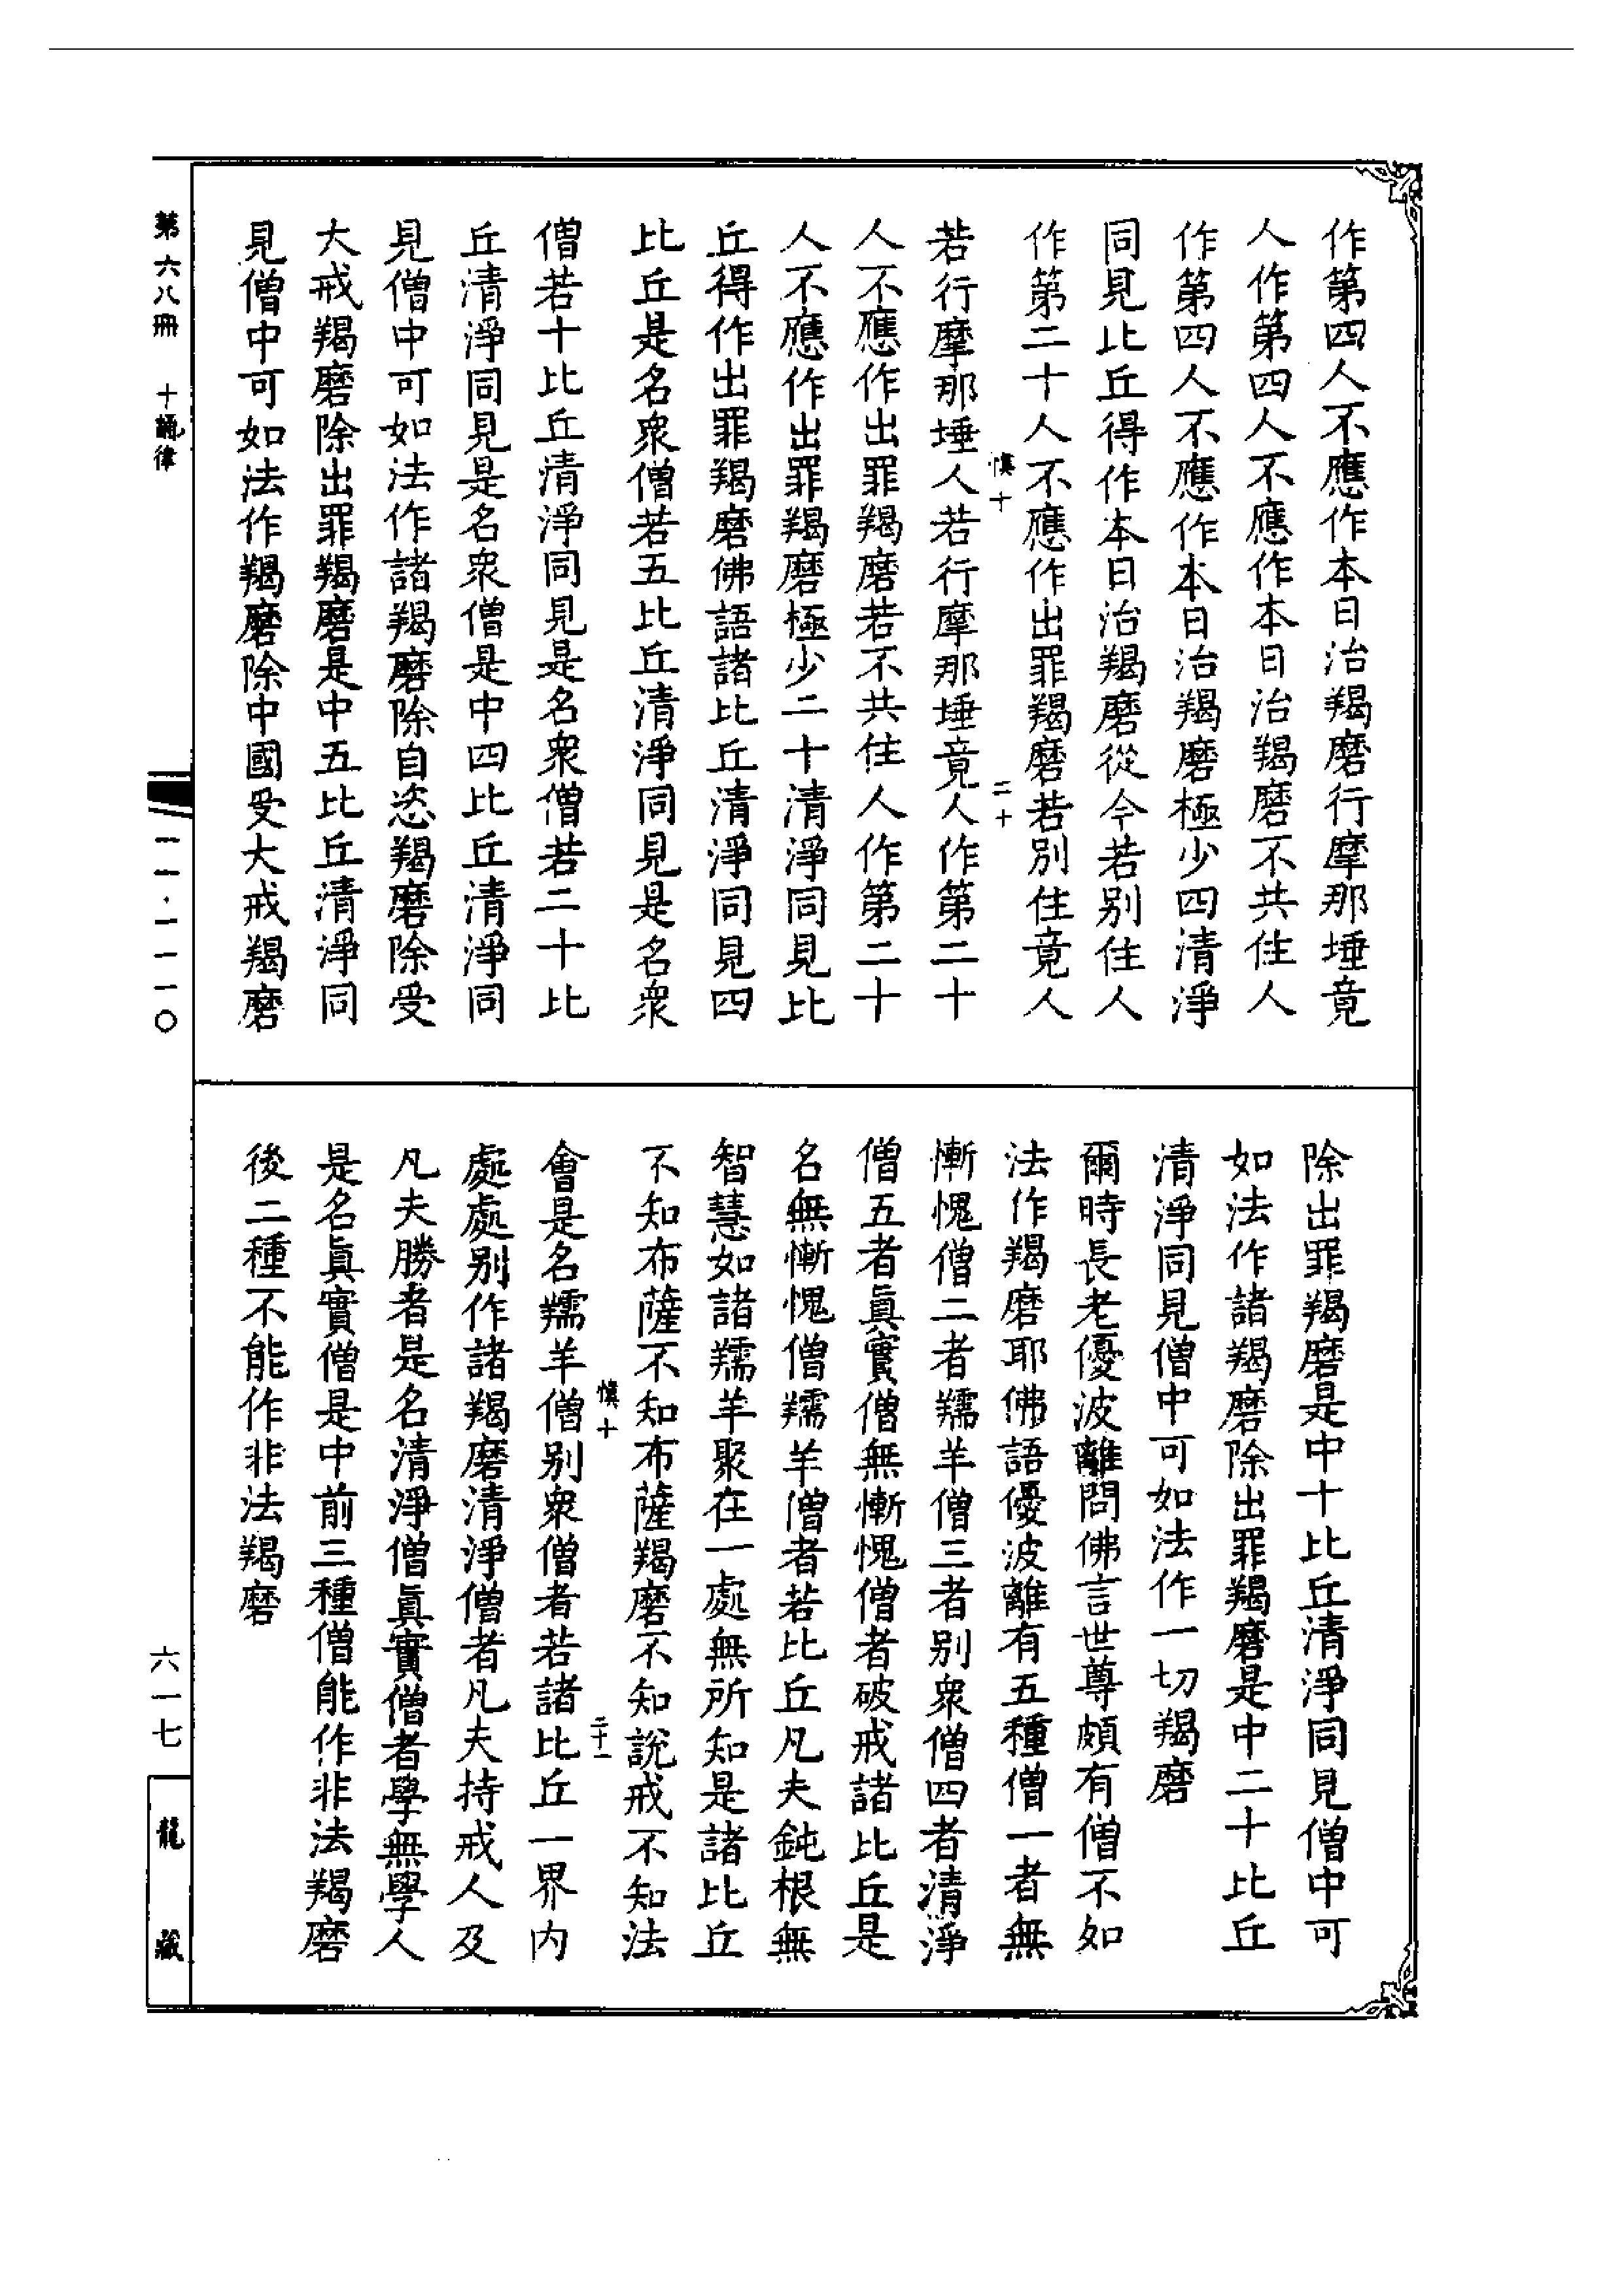 作第四人不應作本日治羯磨行摩那埵竟
人作第四人不應作本日治羯磨不共住人
作第四人不應作本日治羯磨極少四清淨
同見比丘得作本日治羯磨從今若別住人
作第二十人不應作出罪羯磨若別住竟人
慎十 二十
若行摩那埵人若行摩那埵竟人作第二十
人不應作出罪羯磨若不共住人作第二十
人不應作出罪羯磨極少二十清淨同見比
丘得作出罪羯磨佛語諸比丘清淨同見四
比丘是名眾僧若五比丘清淨同見是名眾
僧若十比丘清淨同見是名眾僧若二十比
丘清淨同見是名眾僧是中四比丘清淨同
見僧中可如法作諸羯磨除自恣羯磨除受
大戒羯磨除出罪羯磨是中五比丘清淨同
見僧中可如法作羯磨除中國受大戒羯磨
除出罪羯磨是中十比丘清淨同見僧中可
如法作諸羯磨除出罪羯磨是中二十比丘
清淨同見僧中可如法作一切羯磨
爾時長老優波離問佛言世尊頗有僧不如
法作羯磨耶佛語優波離有五種僧一者無
慚愧僧二者羺羊僧三者別眾僧四者清淨
僧五者眞實僧無慚愧僧者破戒諸比丘是
名無慚愧僧羺羊僧者若比丘凡夫鈍根無
智慧如諸羺羊聚在一處無所知是諸比丘
不知布薩不知布薩羯磨不知說戒不知法
慎十 二十一
會是名羺羊僧別眾僧者若諸比丘一界內
處處別作諸羯磨清淨僧者凡夫持戒人及
凡夫勝者是名清淨僧眞實僧者學無學人
是名眞實僧是中前三種僧能作非法羯磨
後二種不能作非法羯磨
第六八冊 十誦律
一一·一一一〇
六一七
龍藏